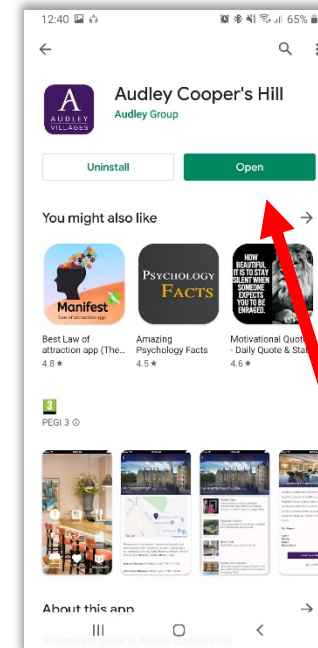 12:40
65%
Audley Cooper's Hill
Audley Group
A
AUDLEY
VILLAGES
Uninstall
Open
You might also like
Manifest
Law of attraction app
PSYCHOLOGY
FACTS
HOW
BEAUTIFUL
IT IS TO STAY
SILENT WHEN
SOMEONE
EXPECTS
YOU TO BE
ENRAGED.
Best Law of
attraction app (The...
4.8★
Amazing
Psychology Facts
4.5★
Motivational Quot
- Daily Quote & Sta
4.6★
3
PEGI 3
About this app
A complete guide to Audley Cooper's Hill